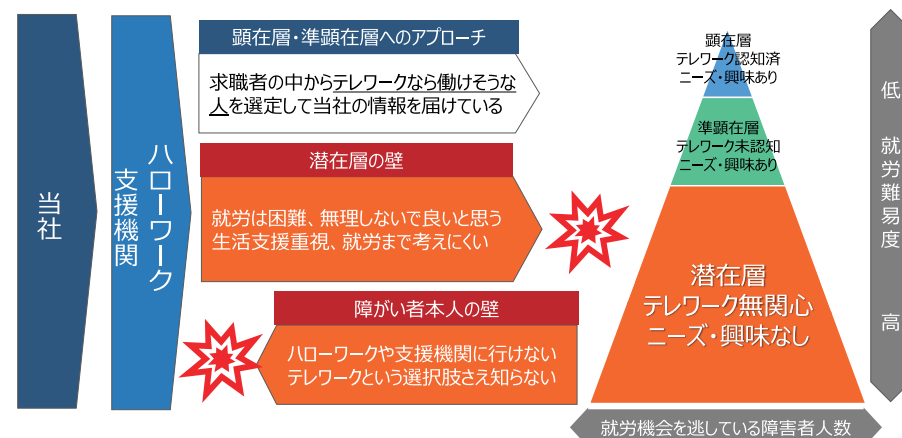 当社
ハローワーク
支援機関
顕在層・準顕在層へのアプローチ
求職者の中からテレワークなら働けそうな
人を選定して当社の情報を届けている
潜在層の壁
就労は困難、無理しないで良いと思う
生活支援重視、就労まで考えにくい
障がい者本人の壁
ハローワークや支援機関に行けない
テレワークという選択肢さえ知らない
顕在層
テレワーク認知済
ニーズ・興味あり
準顕在層
テレワーク未認知
ニーズ・興味あり
潜在層
テレワーク無関心
ニーズ・興味なし
低
就労難易度
高
就労機会を逃している障害者人数